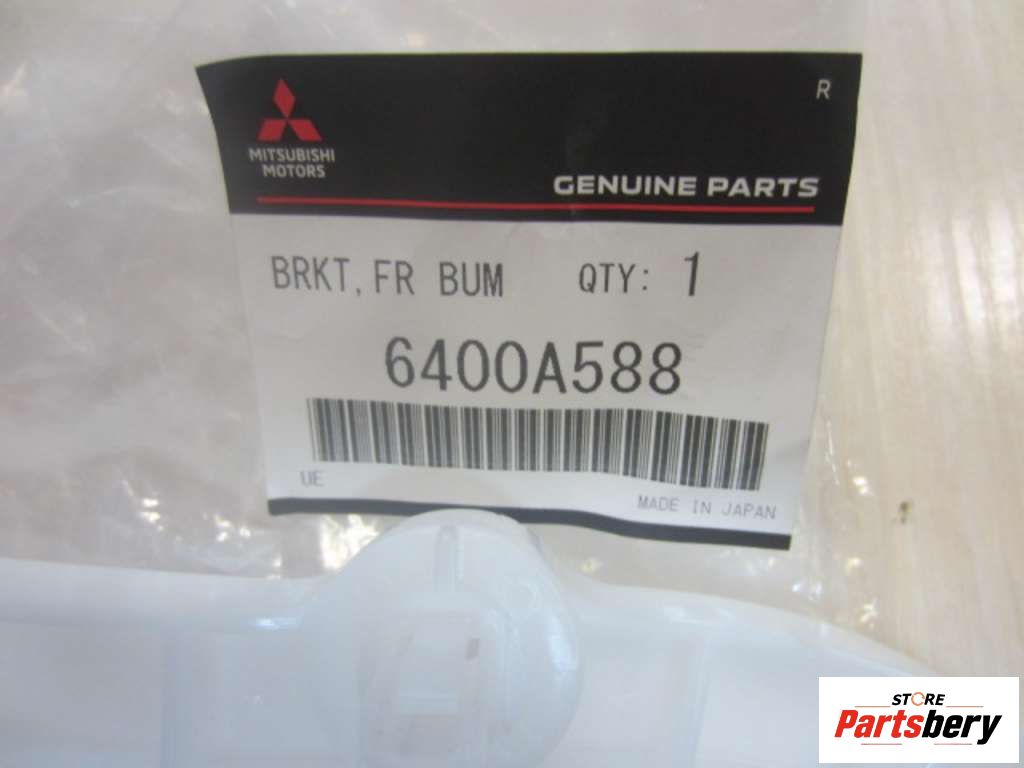 R
MITSUBISHI
MOTORS
GENUINE PARTS
BRKT, FR BUM QTY: 1
6400A588
UE
MADE IN JAPAN
STORE
Partsbery